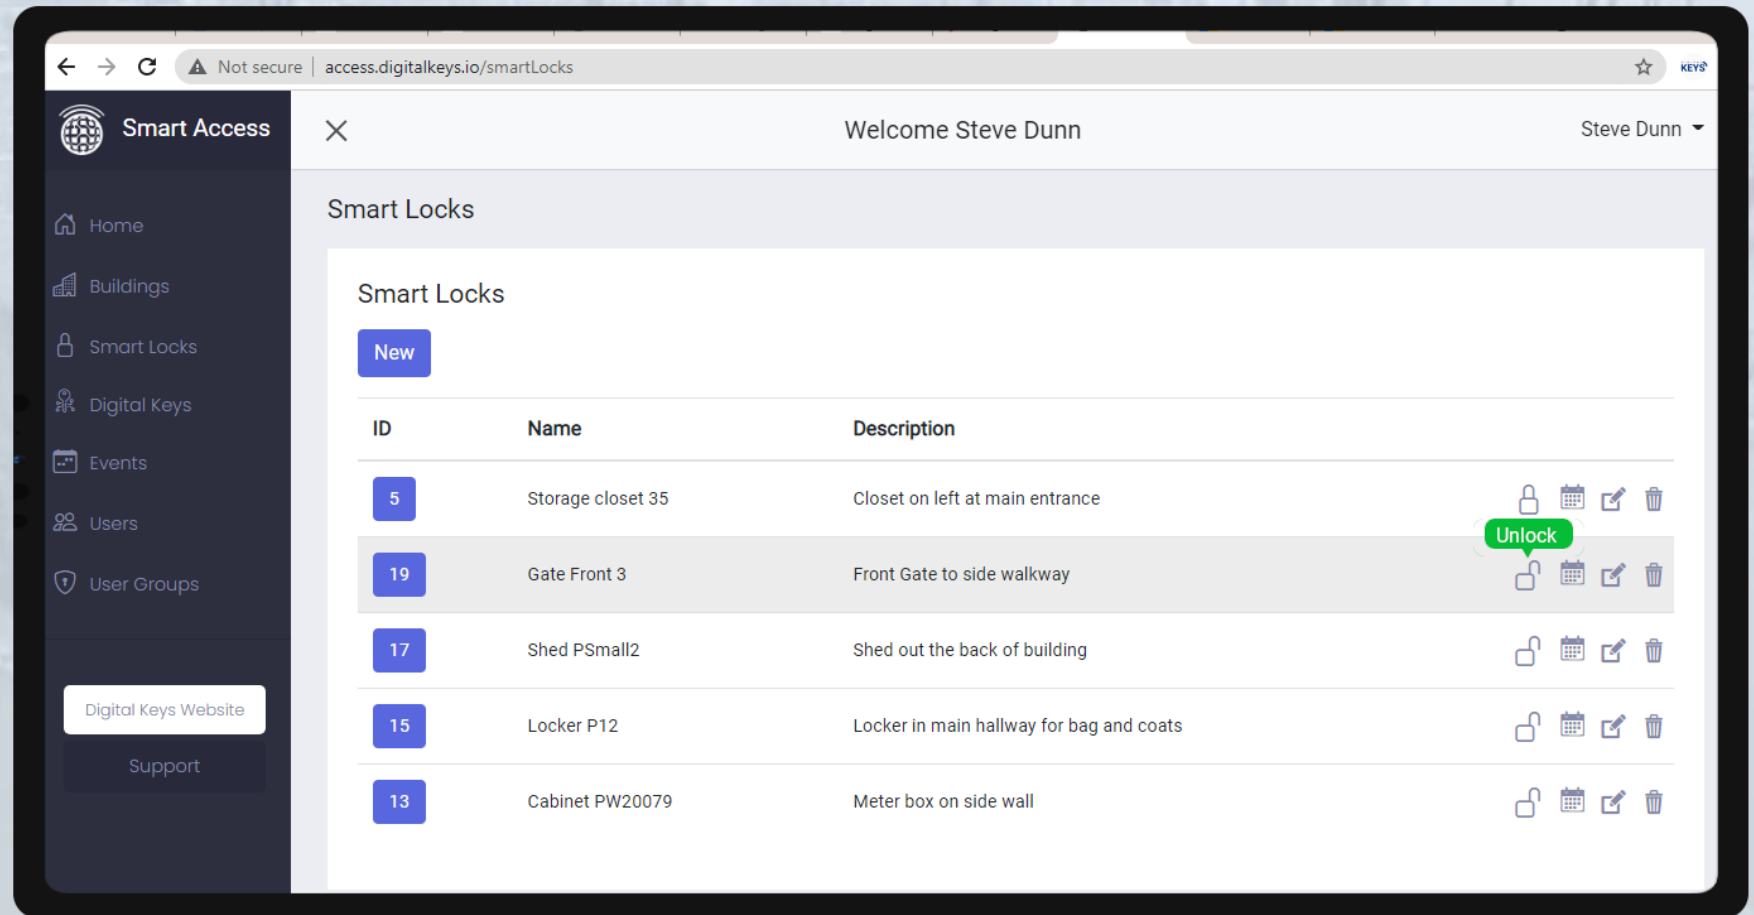 Not secure | access.digitalkeys.io/smartLocks
KEYS
Smart Access
Welcome Steve Dunn
Steve Dunn
Home
Buildings
Smart Locks
Digital Keys
Events
Users
User Groups
Digital Keys Website
Support
Smart Locks
Smart Locks
New
ID Name Description
5 Storage closet 35 Closet on left at main entrance
Unlock
19 Gate Front 3 Front Gate to side walkway
17 Shed PSmall2 Shed out the back of building
15 Locker P12 Locker in main hallway for bag and coats
13 Cabinet PW20079 Meter box on side wall